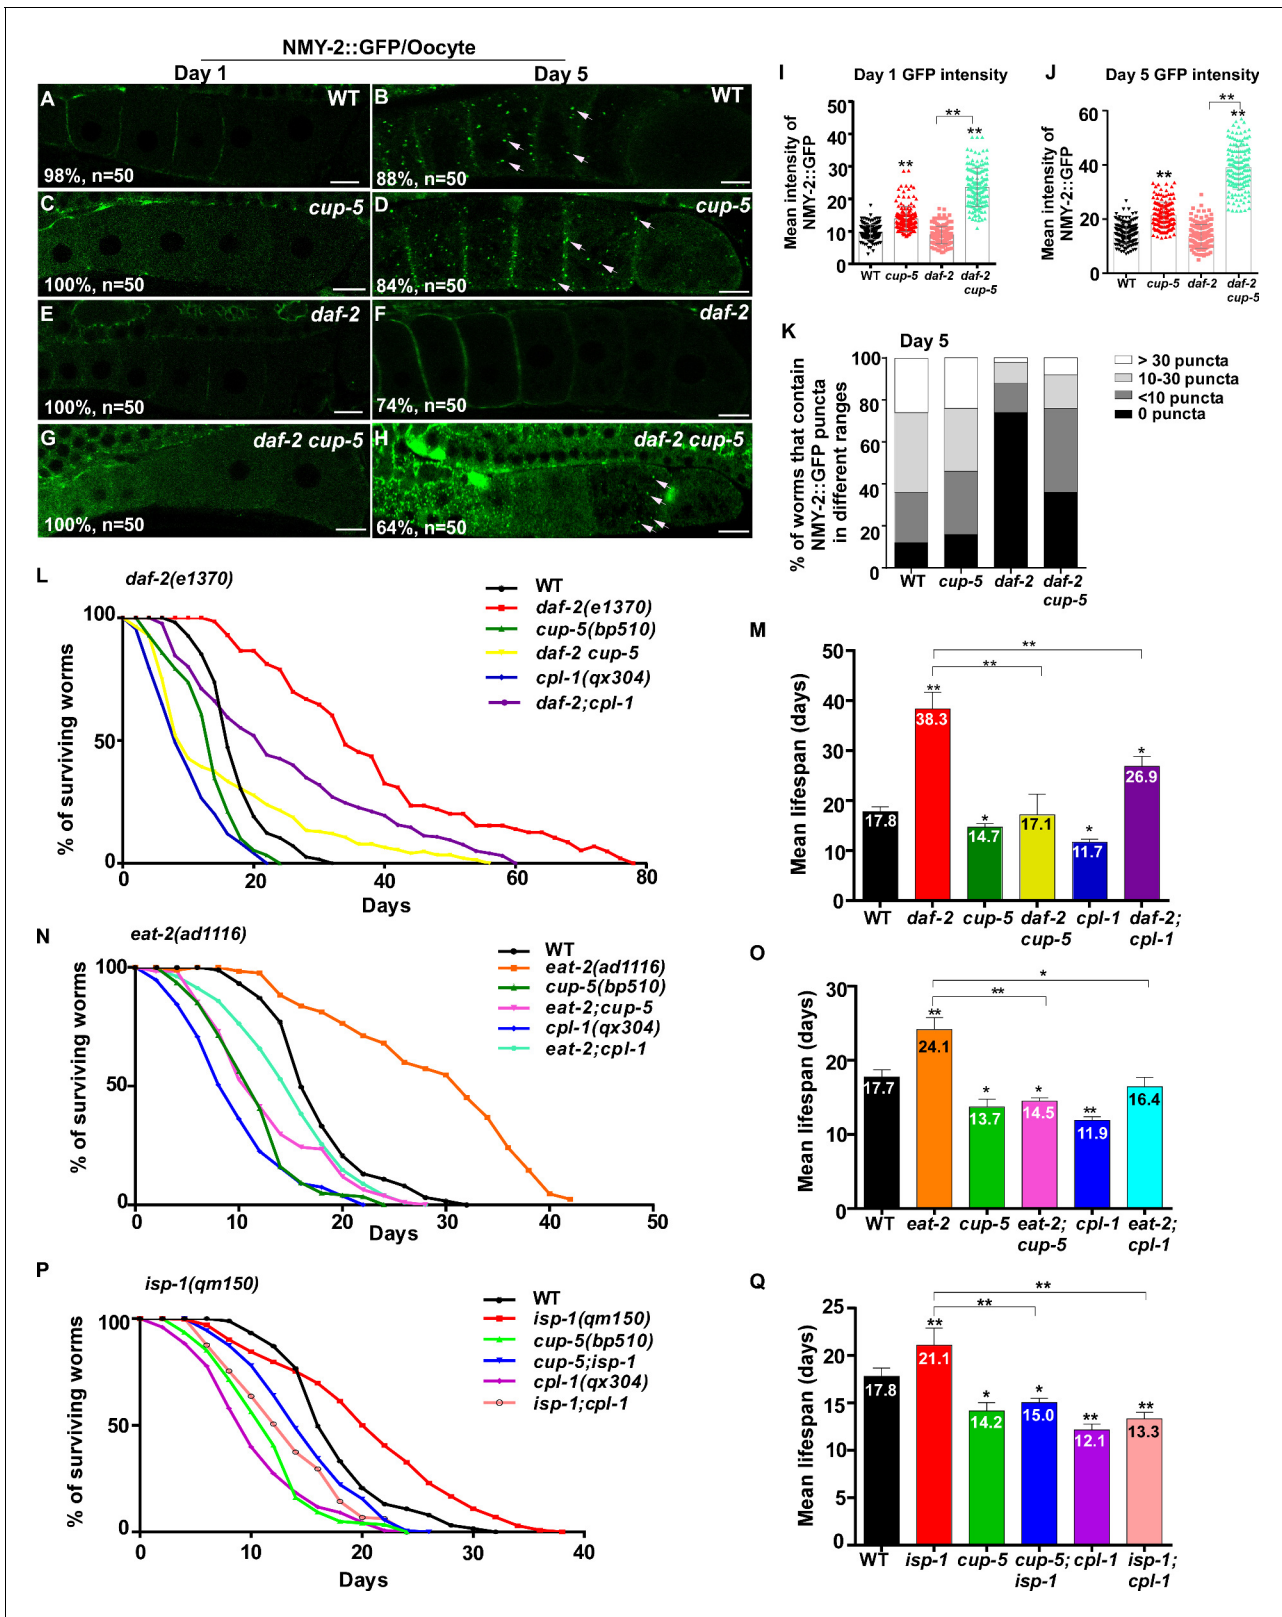 NMY-2::GFP/Oocyte
Day 1
Day 5
A
WT
98%, n=50
B
WT
88%, n=50
C
cup-5
100%, n=50
D
84%, n=50
E
daf-2
100%, n=50
F
daf-2
74%, n=50
G
daf-2 cup-5
100%, n=50
H
daf-2 cup-5
64%, n=50
I
Day 1 GFP intensity
Mean intensity of
NMY-2::GFP
50
40
30
20
10
0
**
**
**
WT
cup-5
daf-2
daf-2
cup-5
J
Day 5 GFP intensity
Mean intensity of
NMY-2::GFP
60
40
20
0
**
**
**
WT
cup-5
daf-2
daf-2
cup-5
K
Day 5
% of worms that contain
NMY-2::GFP puncta
in different ranges
100
80
60
40
20
0
WT
cup-5
daf-2
daf-2
cup-5
> 30 puncta
10-30 puncta
<10 puncta
0 puncta
L
daf-2(e1370)
% of surviving worms
100
50
0
0
20
40
60
80
Days
WT
daf-2(e1370)
cup-5(bp510)
daf-2 cup-5
cpl-1(qx304)
daf-2;cpl-1
M
Mean lifespan (days)
50
40
30
20
10
0
**
**
**
*
*
*
17.8
38.3
14.7
17.1
11.7
26.9
WT
daf-2
cup-5
daf-2
cup-5
cpl-1
daf-2;
cpl-1
N
eat-2(ad1116)
% of surviving worms
100
50
0
0
10
20
30
40
50
Days
WT
eat-2(ad1116)
cup-5(bp510)
eat-2;cup-5
cpl-1(qx304)
eat-2;cpl-1
O
Mean lifespan (days)
30
20
10
0
*
**
**
*
*
**
17.7
24.1
13.7
14.5
11.9
16.4
WT
eat-2
cup-5
eat-2;
cup-5
cpl-1
eat-2;
cpl-1
P
isp-1(qm150)
% of surviving worms
100
50
0
0
10
20
30
40
Days
WT
isp-1(qm150)
cup-5(bp510)
cup-5;isp-1
cpl-1(qx304)
isp-1;cpl-1
Q
Mean lifespan (days)
25
20
15
10
5
0
**
**
**
*
*
**
**
17.8
21.1
14.2
15.0
12.1
13.3
WT
isp-1
cup-5
cup-5;
isp-1
cpl-1
isp-1;
cpl-1